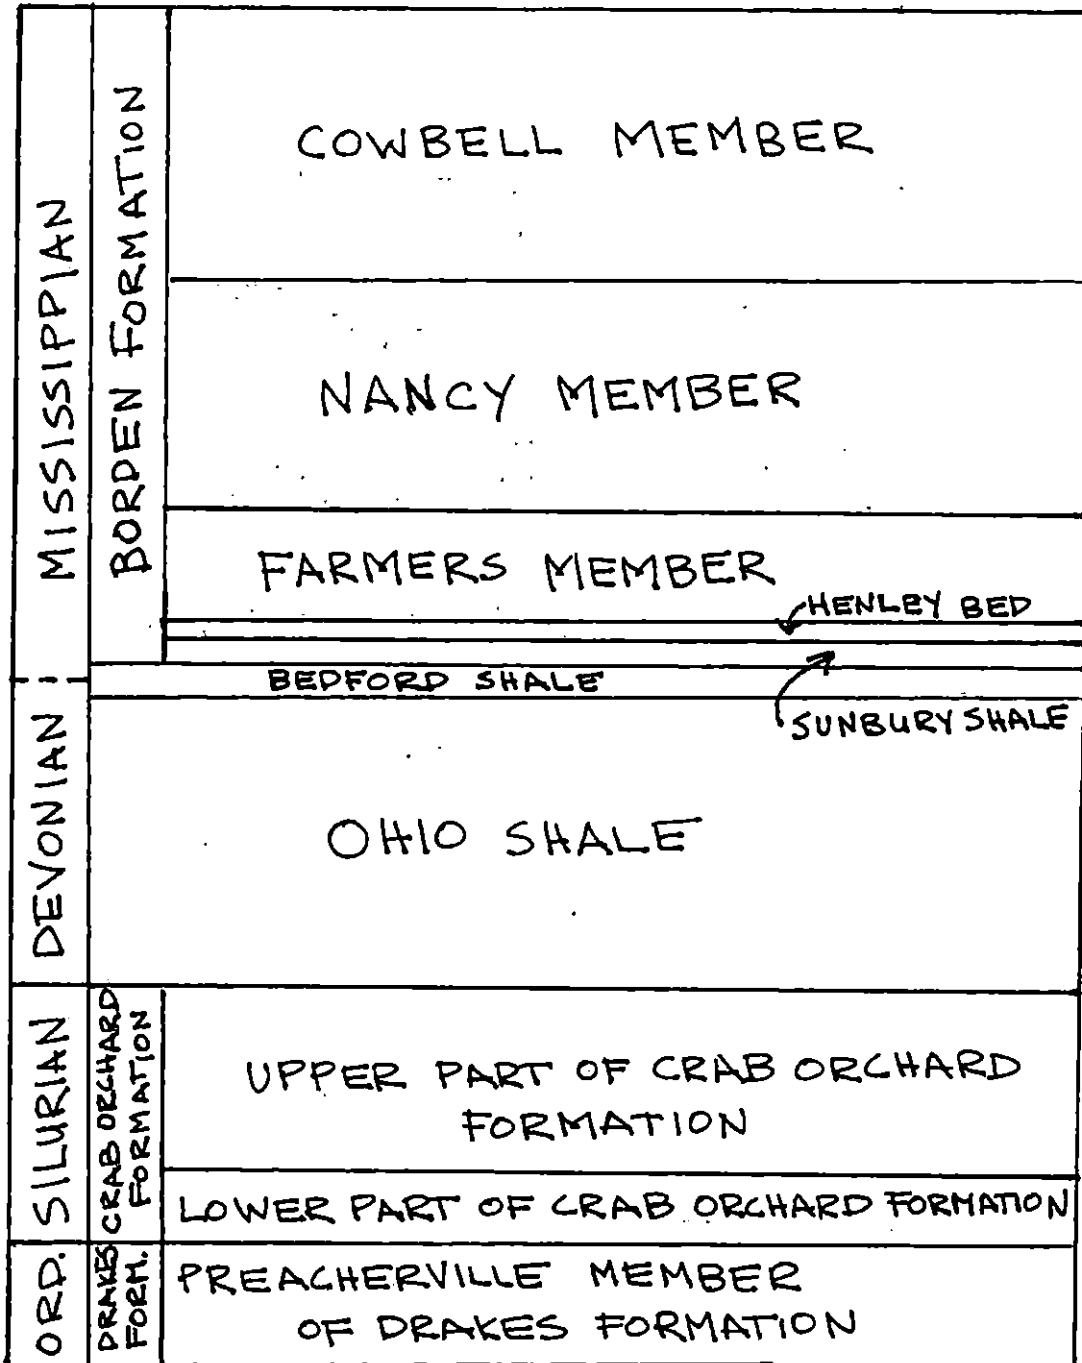 MISSISSIPPIAN
BORDEN FORMATION
COWBELL MEMBER
NANCY MEMBER
FARMERS MEMBER
HENLEY BED
BEDFORD SHALE
SUNBURY SHALE
DEVONIAN
OHIO SHALE
SILURIAN
CRAB ORCHARD
FORMATION
UPPER PART OF CRAB ORCHARD
FORMATION
LOWER PART OF CRAB ORCHARD FORMATION
ORD.
DRAKES
FORM.
PREACHERVILLE MEMBER
OF DRAKES FORMATION